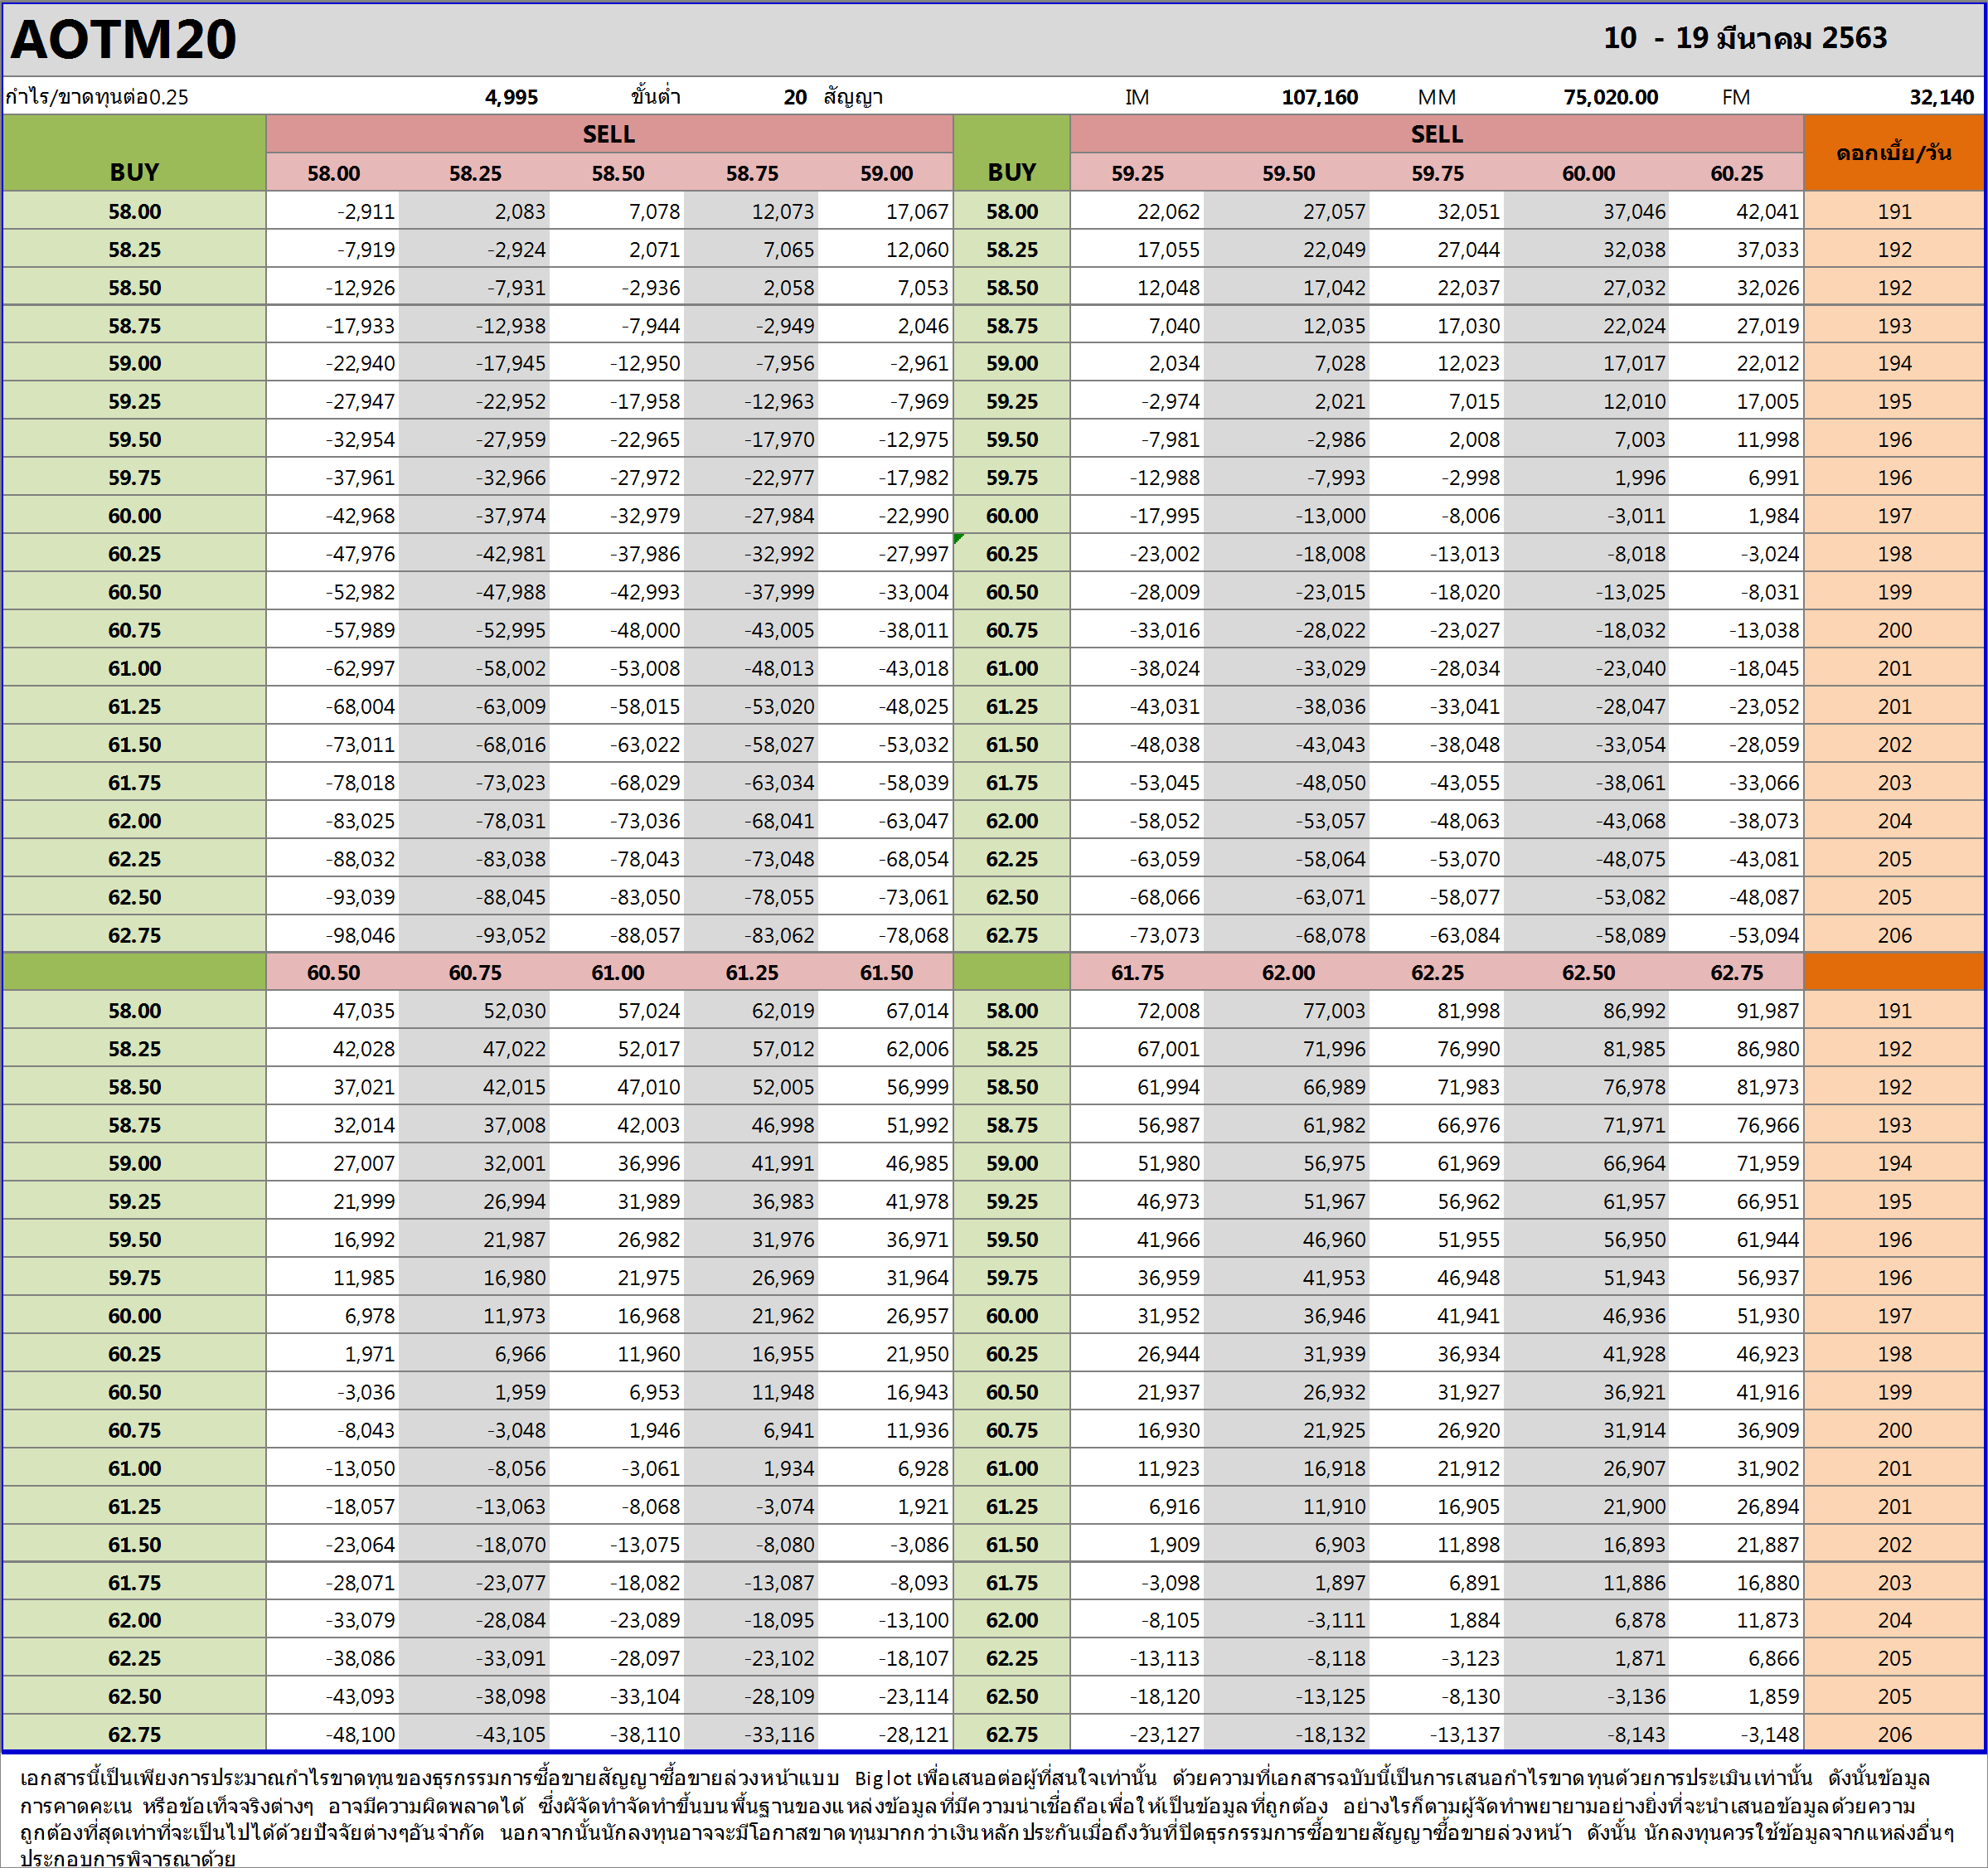 AOTM20 10 - 19 มีนาคม 2563
กำไร/ขาดทุนต่อ0.25 4,995 ขั้นต่ำ 20 สัญญา IM 107,160 MM 75,020.00 FM 32,140
BUY SELL BUY SELL ดอกเบี้ย/วัน
58.00 58.25 58.50 58.75 59.00 59.25 59.50 59.75 60.00 60.25
58.00 -2,911 2,083 7,078 12,073 17,067 58.00 22,062 27,057 32,051 37,046 42,041 191
58.25 -7,919 -2,924 2,071 7,065 12,060 58.25 17,055 22,049 27,044 32,038 37,033 192
58.50 -12,926 -7,931 -2,936 2,058 7,053 58.50 12,048 17,042 22,037 27,032 32,026 192
58.75 -17,933 -12,938 -7,944 -2,949 2,046 58.75 7,040 12,035 17,030 22,024 27,019 193
59.00 -22,940 -17,945 -12,950 -7,956 -2,961 59.00 2,034 7,028 12,023 17,017 22,012 194
59.25 -27,947 -22,952 -17,958 -12,963 -7,969 59.25 -2,974 2,021 7,015 12,010 17,005 195
59.50 -32,954 -27,959 -22,965 -17,970 -12,975 59.50 -7,981 -2,986 2,008 7,003 11,998 196
59.75 -37,961 -32,966 -27,972 -22,977 -17,982 59.75 -12,988 -7,993 -2,998 1,996 6,991 196
60.00 -42,968 -37,974 -32,979 -27,984 -22,990 60.00 -17,995 -13,000 -8,006 -3,011 1,984 197
60.25 -47,976 -42,981 -37,986 -32,992 -27,997 60.25 -23,002 -18,008 -13,013 -8,018 -3,024 198
60.50 -52,982 -47,988 -42,993 -37,999 -33,004 60.50 -28,009 -23,015 -18,020 -13,025 -8,031 199
60.75 -57,989 -52,995 -48,000 -43,005 -38,011 60.75 -33,016 -28,022 -23,027 -18,032 -13,038 200
61.00 -62,997 -58,002 -53,008 -48,013 -43,018 61.00 -38,024 -33,029 -28,034 -23,040 -18,045 201
61.25 -68,004 -63,009 -58,015 -53,020 -48,025 61.25 -43,031 -38,036 -33,041 -28,047 -23,052 201
61.50 -73,011 -68,016 -63,022 -58,027 -53,032 61.50 -48,038 -43,043 -38,048 -33,054 -28,059 202
61.75 -78,018 -73,023 -68,029 -63,034 -58,039 61.75 -53,045 -48,050 -43,055 -38,061 -33,066 203
62.00 -83,025 -78,031 -73,036 -68,041 -63,047 62.00 -58,052 -53,057 -48,063 -43,068 -38,073 204
62.25 -88,032 -83,038 -78,043 -73,048 -68,054 62.25 -63,059 -58,064 -53,070 -48,075 -43,081 205
62.50 -93,039 -88,045 -83,050 -78,055 -73,061 62.50 -68,066 -63,071 -58,077 -53,082 -48,087 205
62.75 -98,046 -93,052 -88,057 -83,062 -78,068 62.75 -73,073 -68,078 -63,084 -58,089 -53,094 206
60.50 60.75 61.00 61.25 61.50 61.75 62.00 62.25 62.50 62.75
58.00 47,035 52,030 57,024 62,019 67,014 58.00 72,008 77,003 81,998 86,992 91,987 191
58.25 42,028 47,022 52,017 57,012 62,006 58.25 67,001 71,996 76,990 81,985 86,980 192
58.50 37,021 42,015 47,010 52,005 56,999 58.50 61,994 66,989 71,983 76,978 81,973 192
58.75 32,014 37,008 42,003 46,998 51,992 58.75 56,987 61,982 66,976 71,971 76,966 193
59.00 27,007 32,001 36,996 41,991 46,985 59.00 51,980 56,975 61,969 66,964 71,959 194
59.25 21,999 26,994 31,989 36,983 41,978 59.25 46,973 51,967 56,962 61,957 66,951 195
59.50 16,992 21,987 26,982 31,976 36,971 59.50 41,966 46,960 51,955 56,950 61,944 196
59.75 11,985 16,980 21,975 26,969 31,964 59.75 36,959 41,953 46,948 51,943 56,937 196
60.00 6,978 11,973 16,968 21,962 26,957 60.00 31,952 36,946 41,941 46,936 51,930 197
60.25 1,971 6,966 11,960 16,955 21,950 60.25 26,944 31,939 36,934 41,928 46,923 198
60.50 -3,036 1,959 6,953 11,948 16,943 60.50 21,937 26,932 31,927 36,921 41,916 199
60.75 -8,043 -3,048 1,946 6,941 11,936 60.75 16,930 21,925 26,920 31,914 36,909 200
61.00 -13,050 -8,056 -3,061 1,934 6,928 61.00 11,923 16,918 21,912 26,907 31,902 201
61.25 -18,057 -13,063 -8,068 -3,074 1,921 61.25 6,916 11,910 16,905 21,900 26,894 201
61.50 -23,064 -18,070 -13,075 -8,080 -3,086 61.50 1,909 6,903 11,898 16,893 21,887 202
61.75 -28,071 -23,077 -18,082 -13,087 -8,093 61.75 -3,098 1,897 6,891 11,886 16,880 203
62.00 -33,079 -28,084 -23,089 -18,095 -13,100 62.00 -8,105 -3,111 1,884 6,878 11,873 204
62.25 -38,086 -33,091 -28,097 -23,102 -18,107 62.25 -13,113 -8,118 -3,123 1,871 6,866 205
62.50 -43,093 -38,098 -33,104 -28,109 -23,114 62.50 -18,120 -13,125 -8,130 -3,136 1,859 205
62.75 -48,100 -43,105 -38,110 -33,116 -28,121 62.75 -23,127 -18,132 -13,137 -8,143 -3,148 206
เอกสารนี้เป็นเพียงการประมาณกำไรขาดทุนของธุรกรรมการซื้อขายสัญญาซื้อขายล่วงหน้าแบบ Big lot เพื่อเสนอต่อผู้ที่สนใจเท่านั้น ด้วยความที่เอกสารฉบับนี้เป็นการเสนอกำไรขาดทุนด้วยการประเมินเท่านั้น ดังนั้นข้อมูล
การคาดคะเน หรือข้อเท็จจริงต่างๆ อาจมีความผิดพลาดได้ ซึ่งผู้จัดทำจัดทำขึ้นบนพื้นฐานของแหล่งข้อมูลที่มีความน่าเชื่อถือเพื่อให้เป็นข้อมูลที่ถูกต้อง อย่างไรก็ตามผู้จัดทำพยายามอย่างยิ่งที่จะนำเสนอข้อมูลด้วยความ
ถูกต้องที่สุดเท่าที่จะเป็นไปได้ด้วยปัจจัยต่างๆอันจำกัด นอกจากนั้นนักลงทุนอาจจะมีโอกาสขาดทุนมากกว่าเงินหลักประกันเมื่อถึงวันที่ปิดธุรกรรมการซื้อขายสัญญาซื้อขายล่วงหน้า ดังนั้น นักลงทุนควรใช้ข้อมูลจากแหล่งอื่นๆ
ประกอบการพิจารณาด้วย